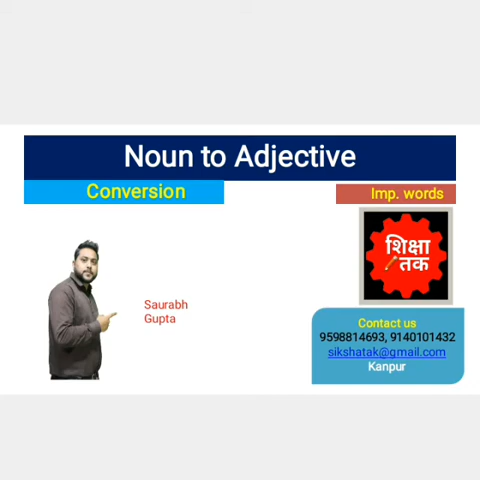 Noun to Adjective
Conversion
Imp. words
शिक्षा
तक
Saurabh
Gupta
Contact us
9598814693, 9140101432
sikshatak@gmail.com
Kanpur